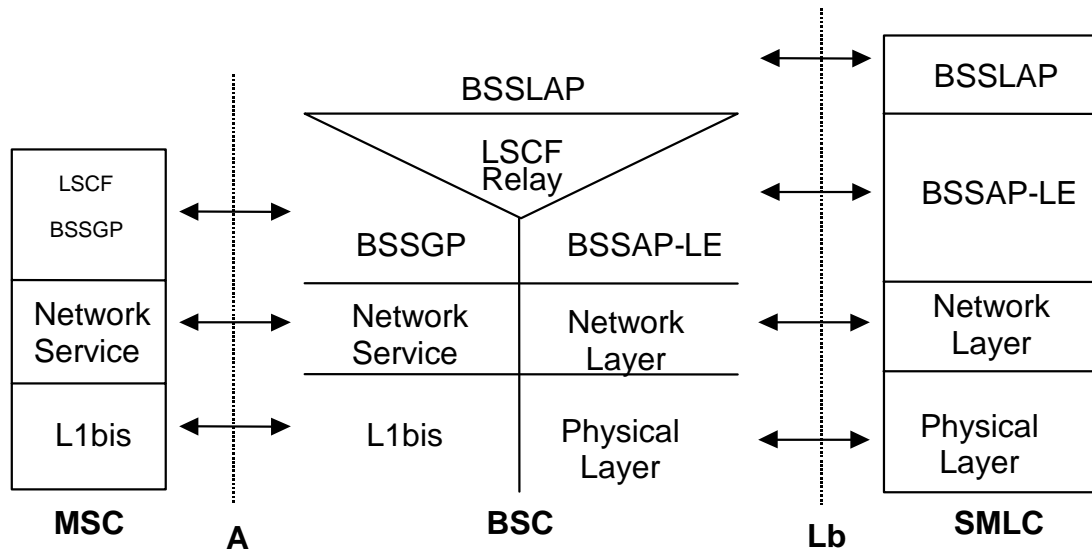 BSSLAP
BSSLAP
LSCF
Relay
LSCF
BSSGP
BSSAP-LE
BSSGP
BSSAP-LE
Network
Service
Network
Service
Network
Layer
Network
Layer
L1bis
L1bis
Physical
Layer
Physical
Layer
MSC
A
BSC
Lb
SMLC